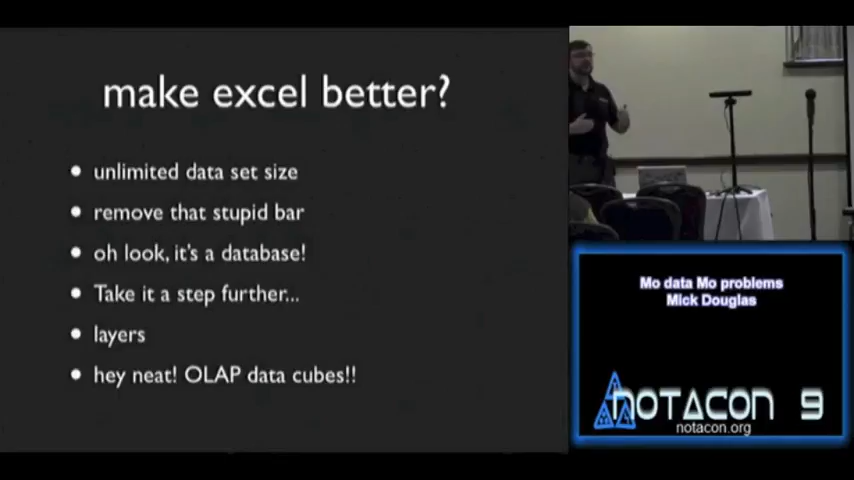 make excel better?
unlimited data set size
remove that stupid bar
oh look, it's a database!
Take it a step further...
layers
hey neat! OLAP data cubes!!
Mo data Mo problems
Mick Douglas
NOTACON 9
notacon.org